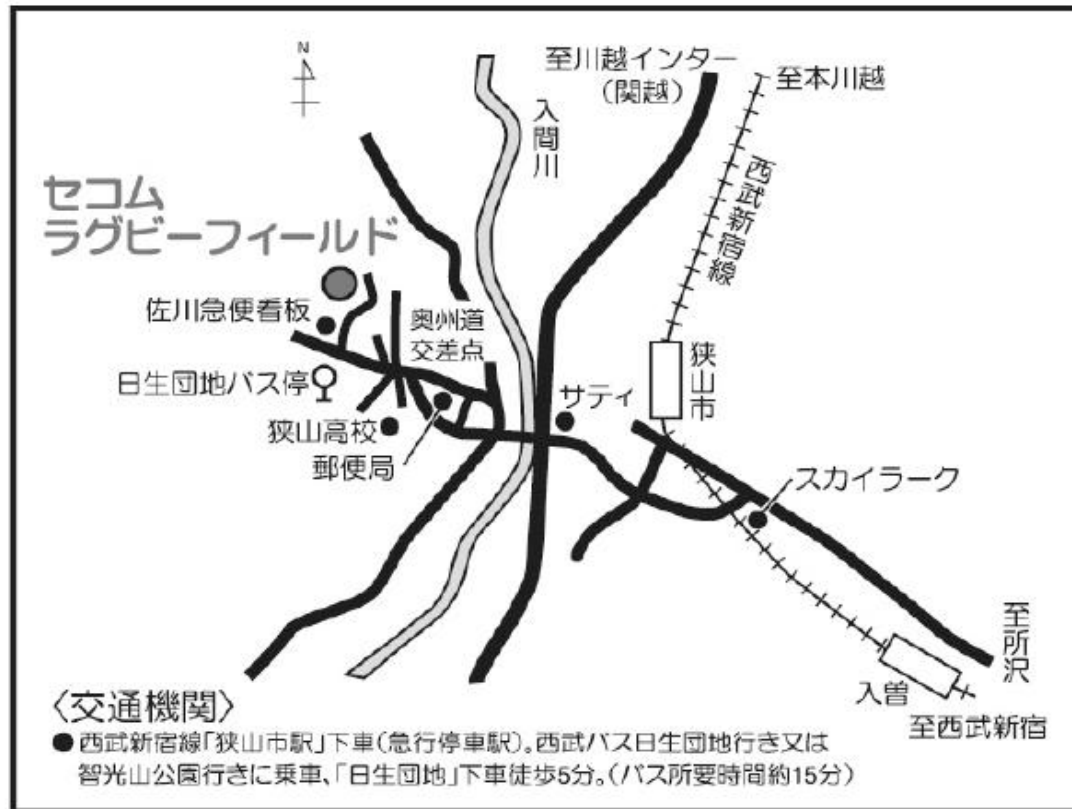 N
至川越インター
(関越)
至本川越
入間川
西武新宿線
セコム
ラグビーフィールド
佐川急便看板
奥州道
交差点
日生団地バス停
サティ
狭山市
狭山高校
郵便局
スカイラーク
至所沢
入曽
至西武新宿
〈交通機関〉
●西武新宿線「狭山市駅」下車(急行停車駅)。西武バス日生団地行き又は
智光山公園行きに乗車、「日生団地」下車徒歩5分。(バス所要時間約15分)